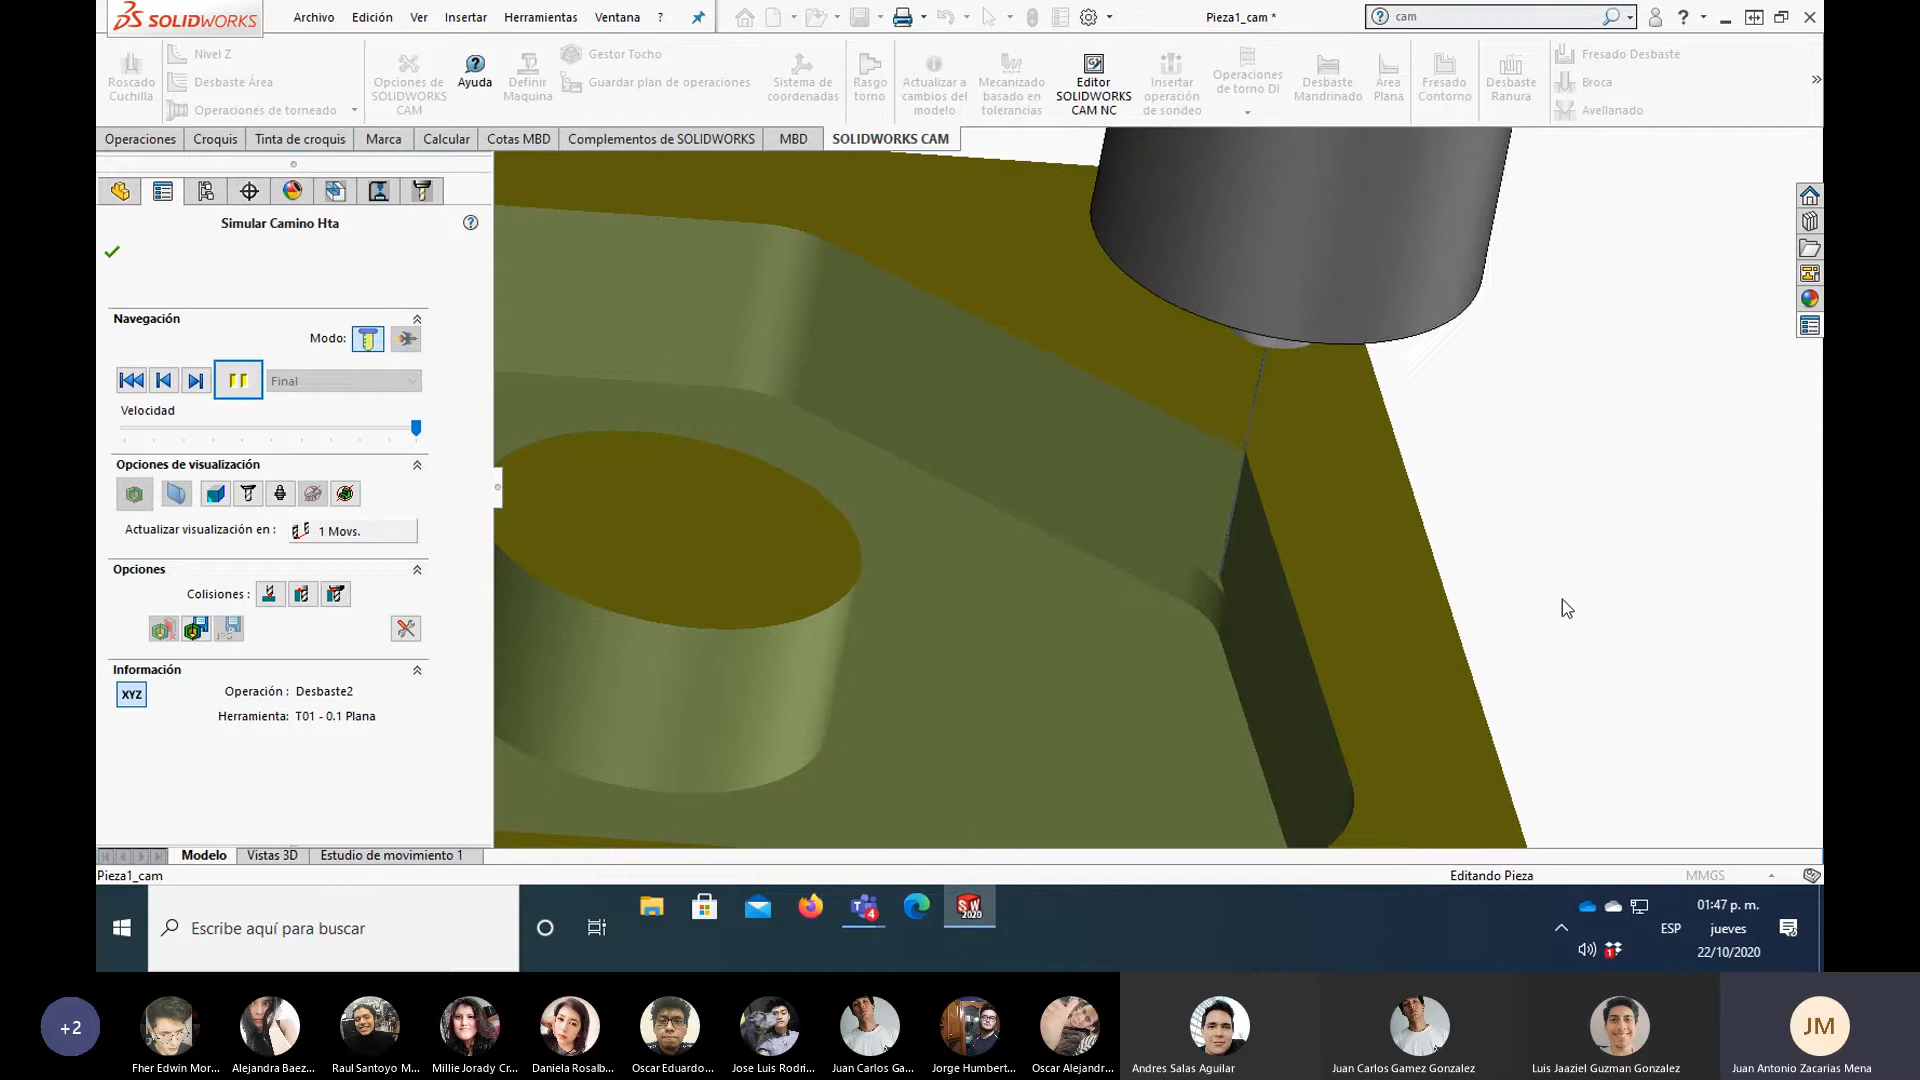 SOLIDWORKS
Archivo Edición Ver Insertar Herramientas Ventana ?
Pieza1_cam *
cam
?
Roscado Cuchilla
Nivel Z
Desbaste Área
Operaciones de torneado
Opciones de SOLIDWORKS CAM
Ayuda
Definir Maquina
Gestor Tocho
Guardar plan de operaciones
Sistema de coordenadas
Rasgo torno
Actualizar a cambios del modelo
Mecanizado basado en tolerancias
Editor SOLIDWORKS CAM NC
Insertar operación de sondeo
Operaciones de torno DI
Desbaste Mandrinado
Area Plana
Fresado Contorno
Desbaste Ranura
Fresado Desbaste
Broca
Avellanado
Operaciones Croquis Tinta de croquis Marca Calcular Cotas MBD Complementos de SOLIDWORKS MBD SOLIDWORKS CAM
Simular Camino Hta
Navegación
Modo:
Final
Velocidad
Opciones de visualización
Actualizar visualización en : 1 Movs.
Opciones
Colisiones :
Información
XYZ
Operación : Desbaste2
Herramienta: T01 - 0.1 Plana
Modelo Vistas 3D Estudio de movimiento 1
Pieza1_cam
Editando Pieza
MMGS
Escribe aquí para buscar
4
SW 2020
ESP
01:47 p. m.
jueves
22/10/2020
1
+2
JM
Fher Edwin Mor...
Alejandra Baez...
Raul Santoyo M...
Millie Jorady Cr...
Daniela Rosalb...
Oscar Eduardo...
Jose Luis Rodri...
Juan Carlos Ga...
Jorge Humbert...
Oscar Alejandr...
Andres Salas Aguilar
Juan Carlos Gamez Gonzalez
Luis Jaaziel Guzman Gonzalez
Juan Antonio Zacarias Mena